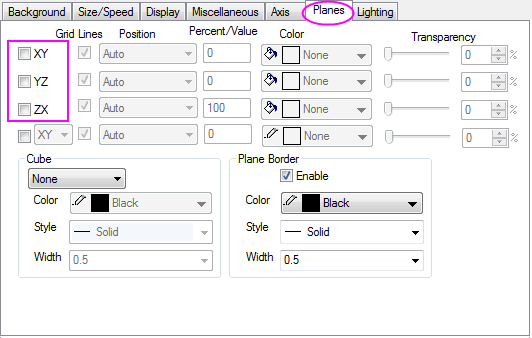 Background Size/Speed Display Miscellaneous Axis Planes Lighting
Grid Lines Position Percent/Value Color Transparency
XY Auto 0 None 0 %
YZ Auto 0 None 0 %
ZX Auto 100 None 0 %
XY Auto 0 None 0 %
Cube Plane Border
None Enable
Color Black Color Black
Style Solid Style Solid
Width 0.5 Width 0.5